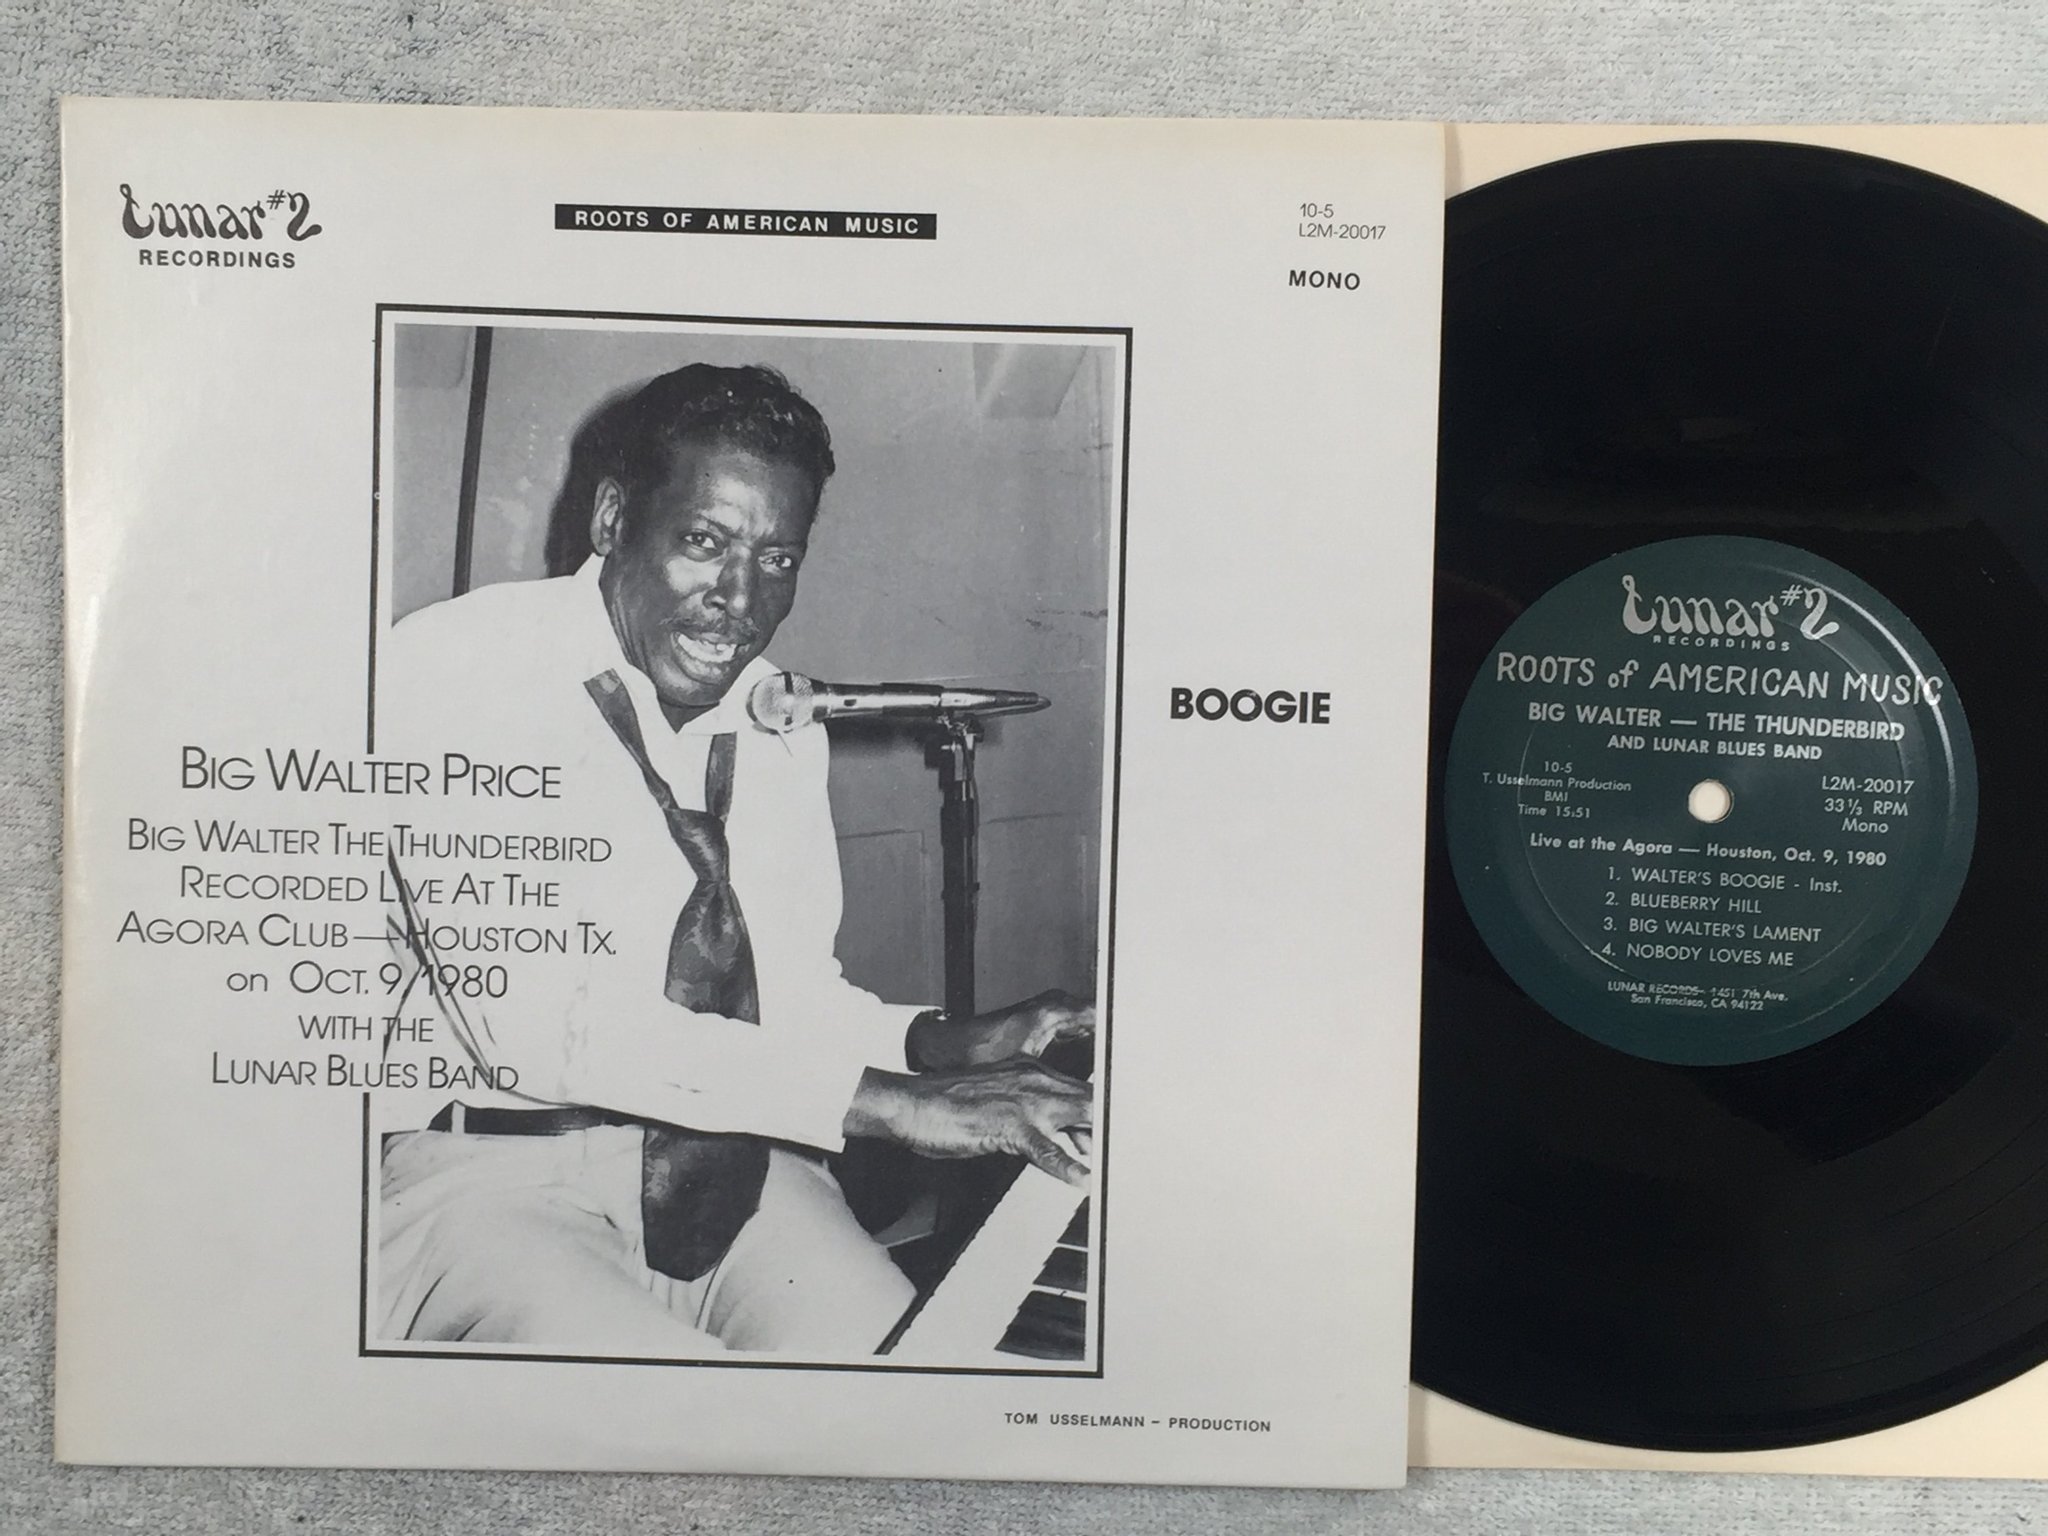 Lunar #2
RECORDINGS
ROOTS OF AMERICAN MUSIC
10-5
L2M-20017
MONO
BOOGIE
BIG WALTER PRICE
BIG WALTER THE THUNDERBIRD
RECORDED LIVE AT THE
AGORA CLUB—HOUSTON TX.
on OCT. 9, 1980
WITH THE
LUNAR BLUES BAND
TOM USSELMANN – PRODUCTION
Lunar #2
RECORDINGS
ROOTS of AMERICAN MUSIC
BIG WALTER — THE THUNDERBIRD
AND LUNAR BLUES BAND
10-5
T. Usselmann Production
BMI
Time 15:51
L2M-20017
33 1/3 RPM
Mono
Live at the Agora — Houston, Oct. 9, 1980
1. WALTER'S BOOGIE - Inst.
2. BLUEBERRY HILL
3. BIG WALTER'S LAMENT
4. NOBODY LOVES ME
LUNAR RECORDS- 1451 7th Ave.
San Francisco, CA 94122